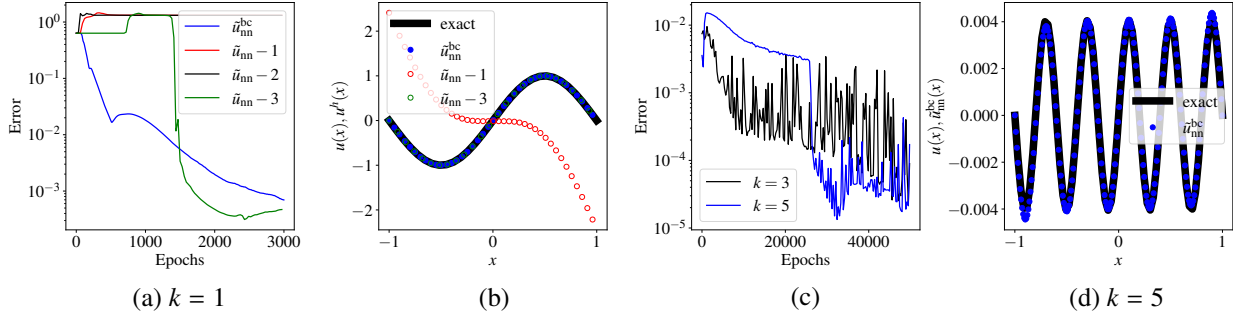 10⁰
10⁻¹
10⁻²
10⁻³
Error
0 1000 2000 3000
Epochs
ũ_nn^bc
ũ_nn − 1
ũ_nn − 2
ũ_nn − 3
(a) k = 1
2
1
0
−1
−2
u(x), u^h(x)
−1 0 1
x
exact
ũ_nn^bc
ũ_nn − 1
ũ_nn − 3
(b)
10⁻²
10⁻³
10⁻⁴
10⁻⁵
Error
0 20000 40000
Epochs
k = 3
k = 5
(c)
0.004
0.002
0.000
−0.002
−0.004
u(x), ũ_nn^bc(x)
−1 0 1
x
exact
ũ_nn^bc
(d) k = 5